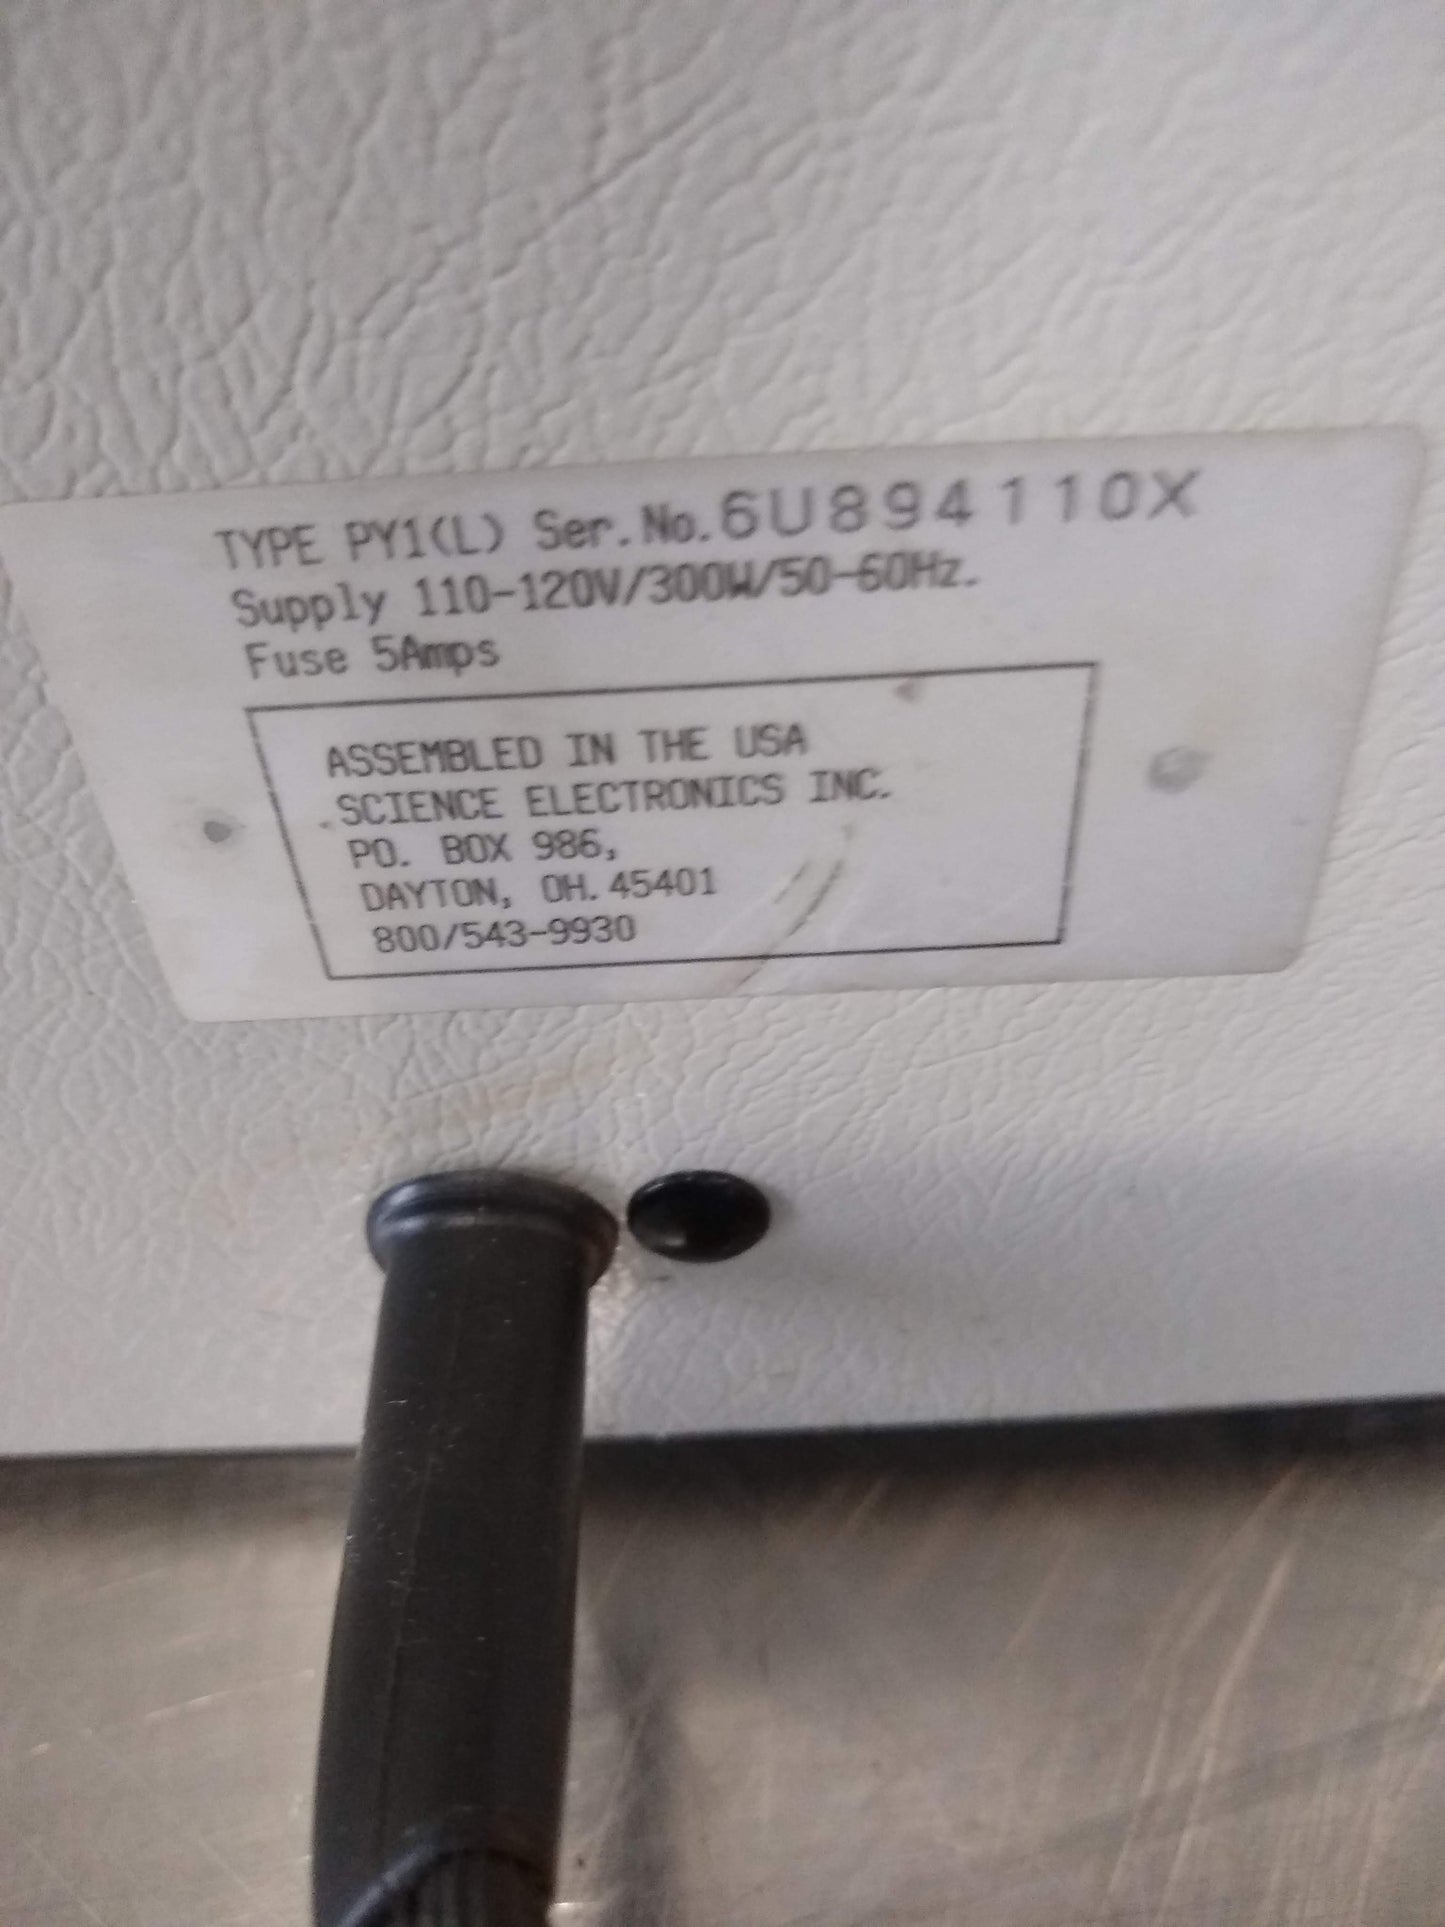 TYPE PY1(L) Ser.No.6U894110X
Supply 110-120V/300W/50-60Hz.
Fuse 5Amps
ASSEMBLED IN THE USA
SCIENCE ELECTRONICS INC.
PO. BOX 986,
DAYTON, OH. 45401
800/543-9930